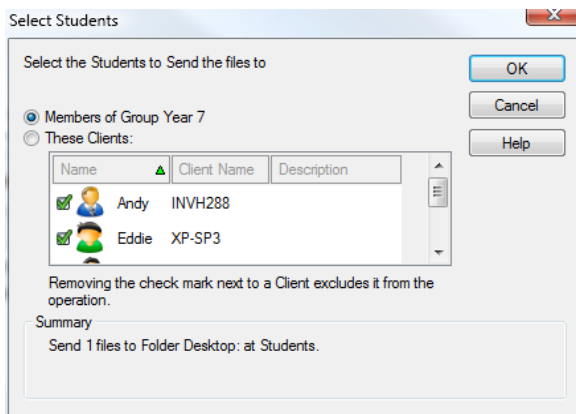 Select Students
Select the Students to Send the files to
OK
Members of Group Year 7
Cancel
These Clients:
Help
Name Client Name Description
Andy INVH288
Eddie XP-SP3
Removing the check mark next to a Client excludes it from the
operation.
Summary
Send 1 files to Folder Desktop: at Students.